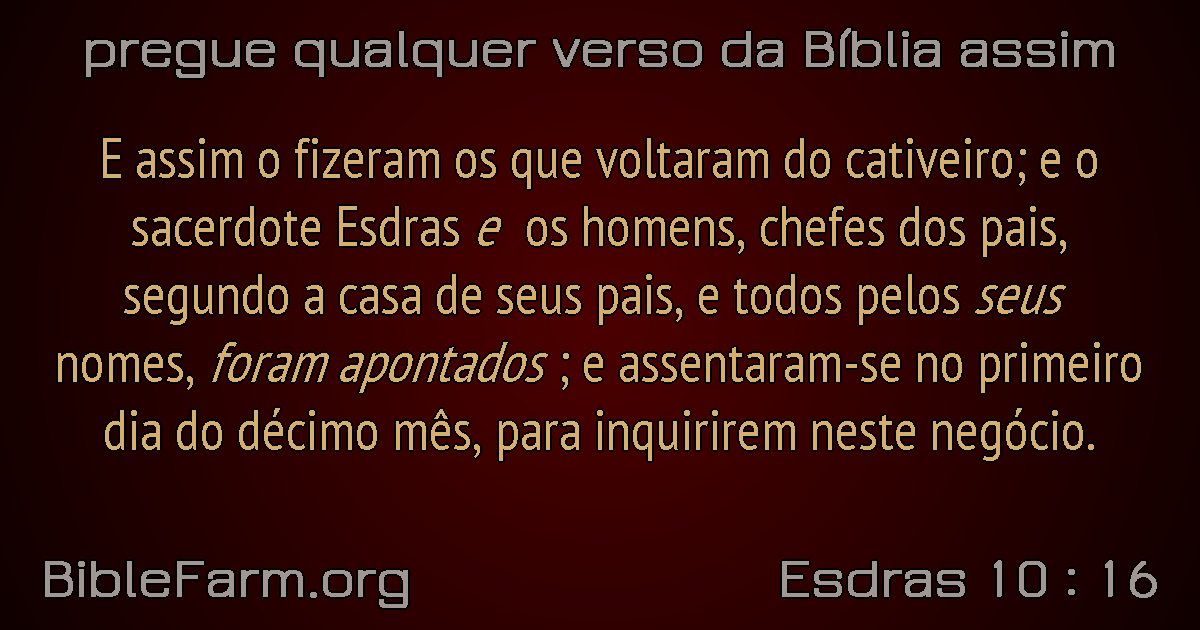 pregue qualquer verso da Bíblia assim
E assim o fizeram os que voltaram do cativeiro; e o
sacerdote Esdras e os homens, chefes dos pais,
segundo a casa de seus pais, e todos pelos seus
nomes, foram apontados ; e assentaram-se no primeiro
dia do décimo mês, para inquirirem neste negócio.
BibleFarm.org
Esdras 10 : 16